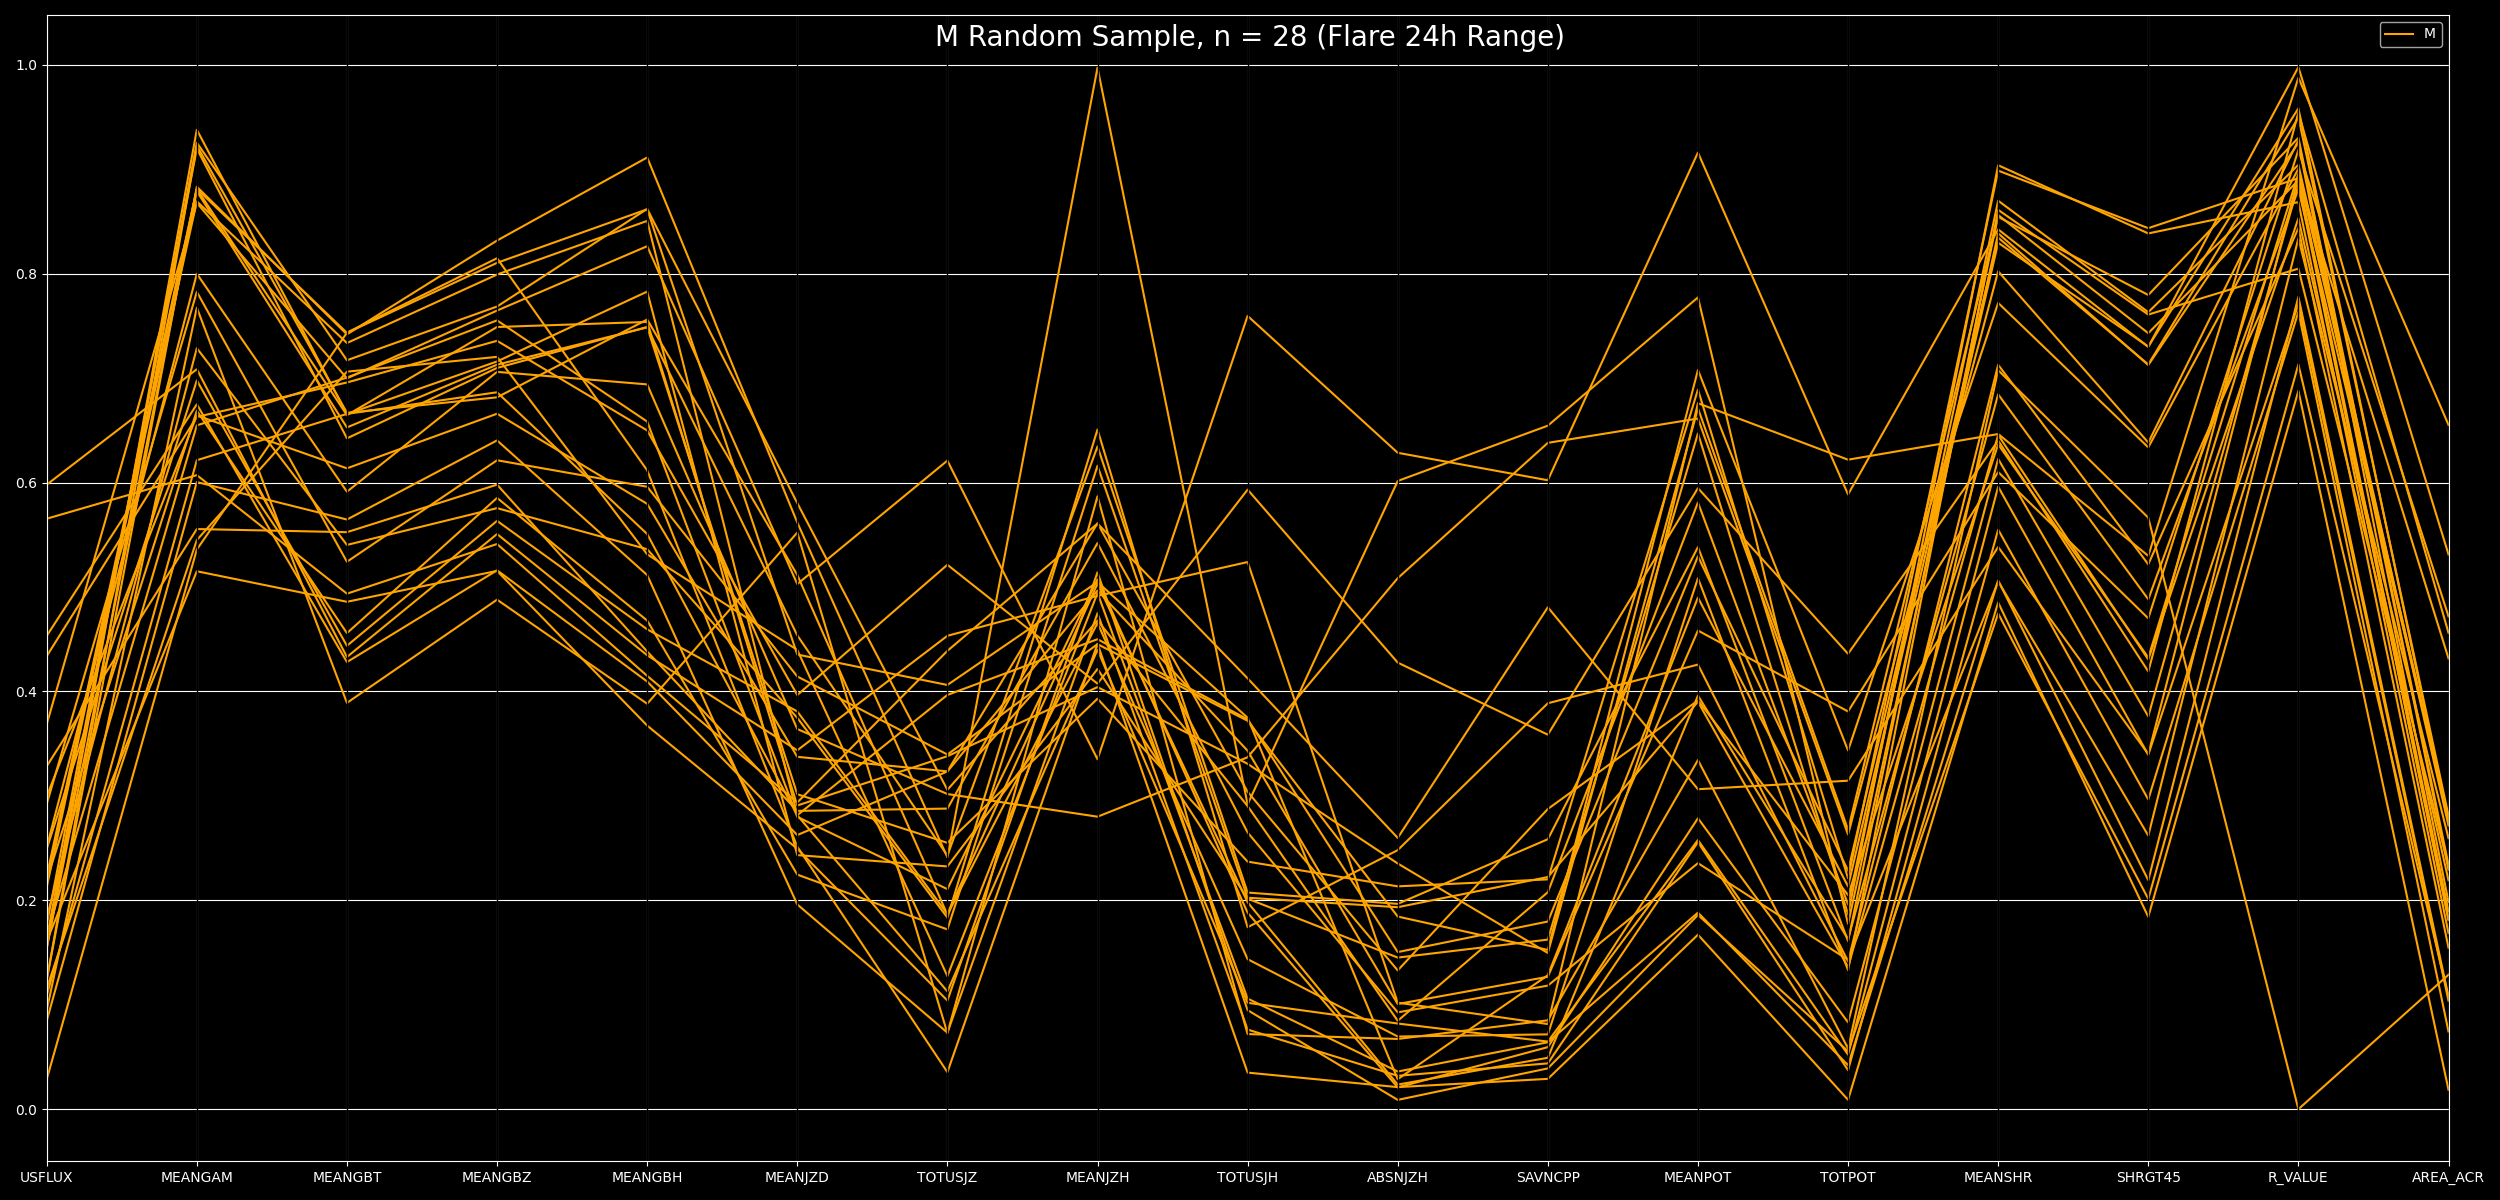 M Random Sample, n = 28 (Flare 24h Range)
M
1.0
0.8
0.6
0.4
0.2
0.0
USFLUX MEANGAM MEANGBT MEANGBZ MEANGBH MEANJZD TOTUSJZ MEANJZH TOTUSJH ABSNJZH SAVNCPP MEANPOT TOTPOT MEANSHR SHRGT45 R_VALUE AREA_ACR